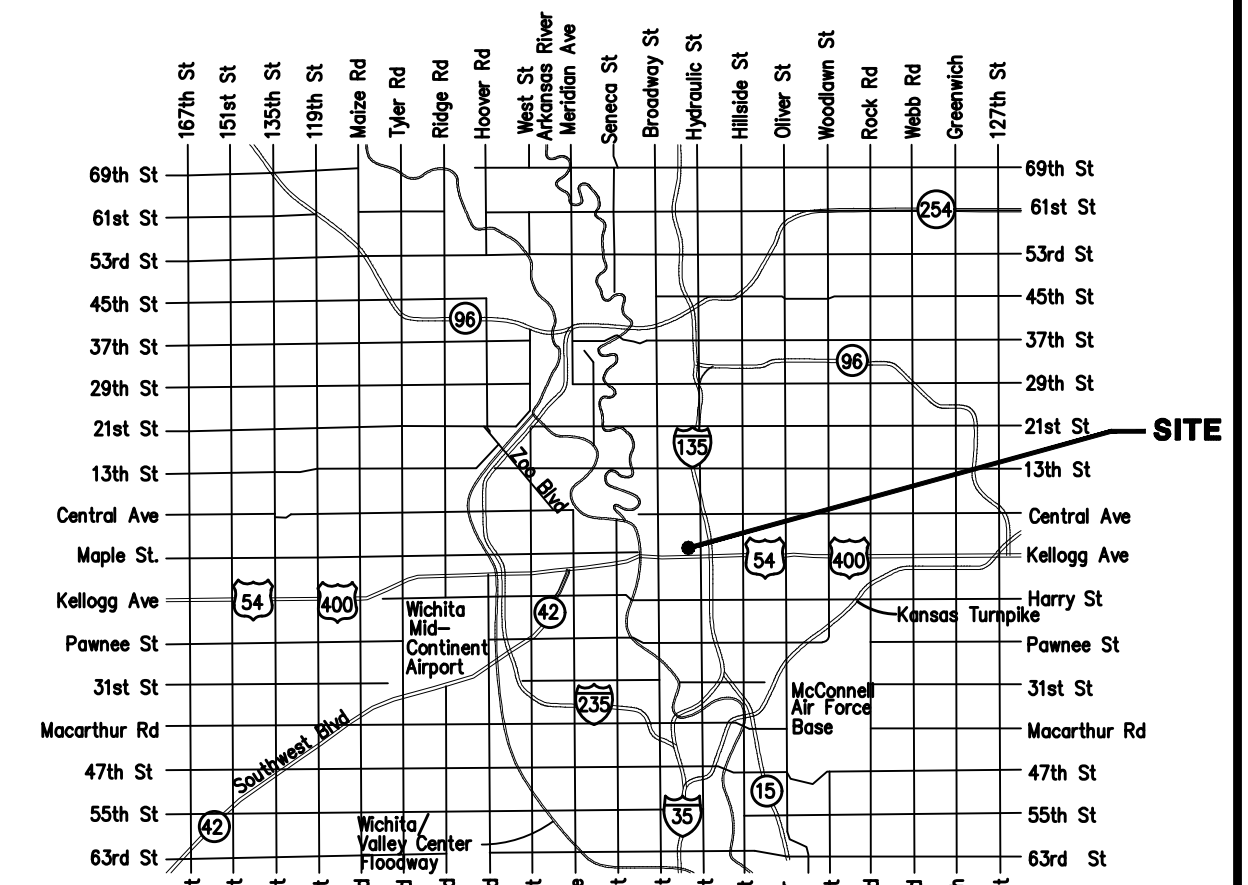 167th St
151st St
135th St
119th St
Maize Rd
Tyler Rd
Ridge Rd
Hoover Rd
West St
Arkansas River
Meridian Ave
Seneca St
Broadway St
Hydraulic St
Hillside St
Oliver St
Woodlawn St
Rock Rd
Webb Rd
Greenwich
127th St
69th St
69th St
61st St
61st St
254
53rd St
53rd St
45th St
45th St
96
37th St
37th St
96
29th St
29th St
21st St
21st St
SITE
135
13th St
13th St
Zoo Blvd
Central Ave
Central Ave
Maple St.
54
400
Kellogg Ave
Kellogg Ave
54
400
Harry St
Wichita
Mid-
Continent
Airport
42
Kansas Turnpike
Pawnee St
Pawnee St
31st St
31st St
235
McConnell
Air Force
Base
Macarthur Rd
Macarthur Rd
Southwest Blvd
47th St
47th St
15
55th St
55th St
42
35
Wichita/
Valley Center
Floodway
63rd St
63rd St